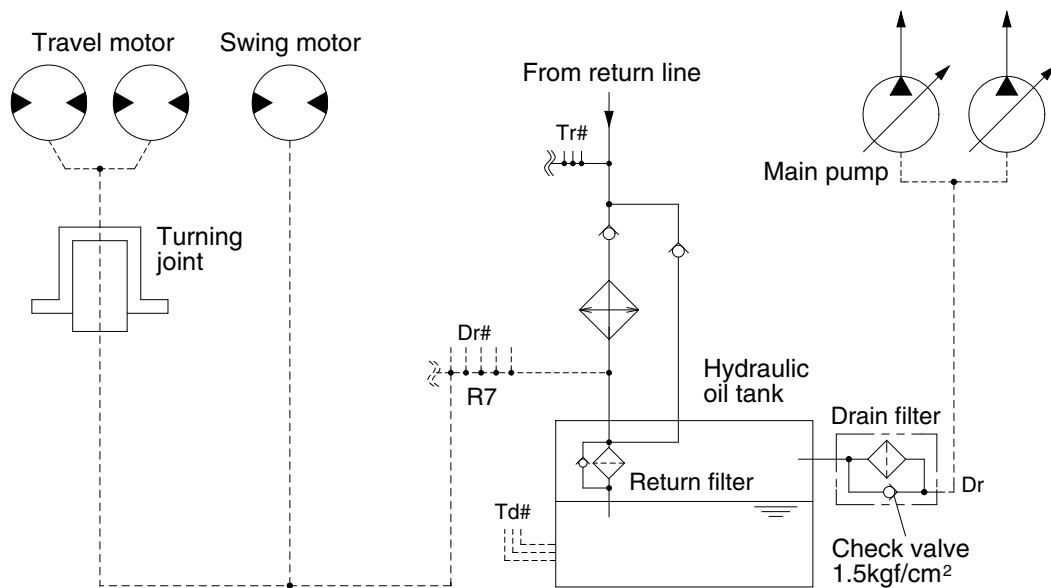 Travel motor
Swing motor
From return line
Tr#
Main pump
Turning
joint
Dr#
R7
Hydraulic
oil tank
Drain filter
Return filter
Dr
Td#
Check valve
1.5kgf/cm²